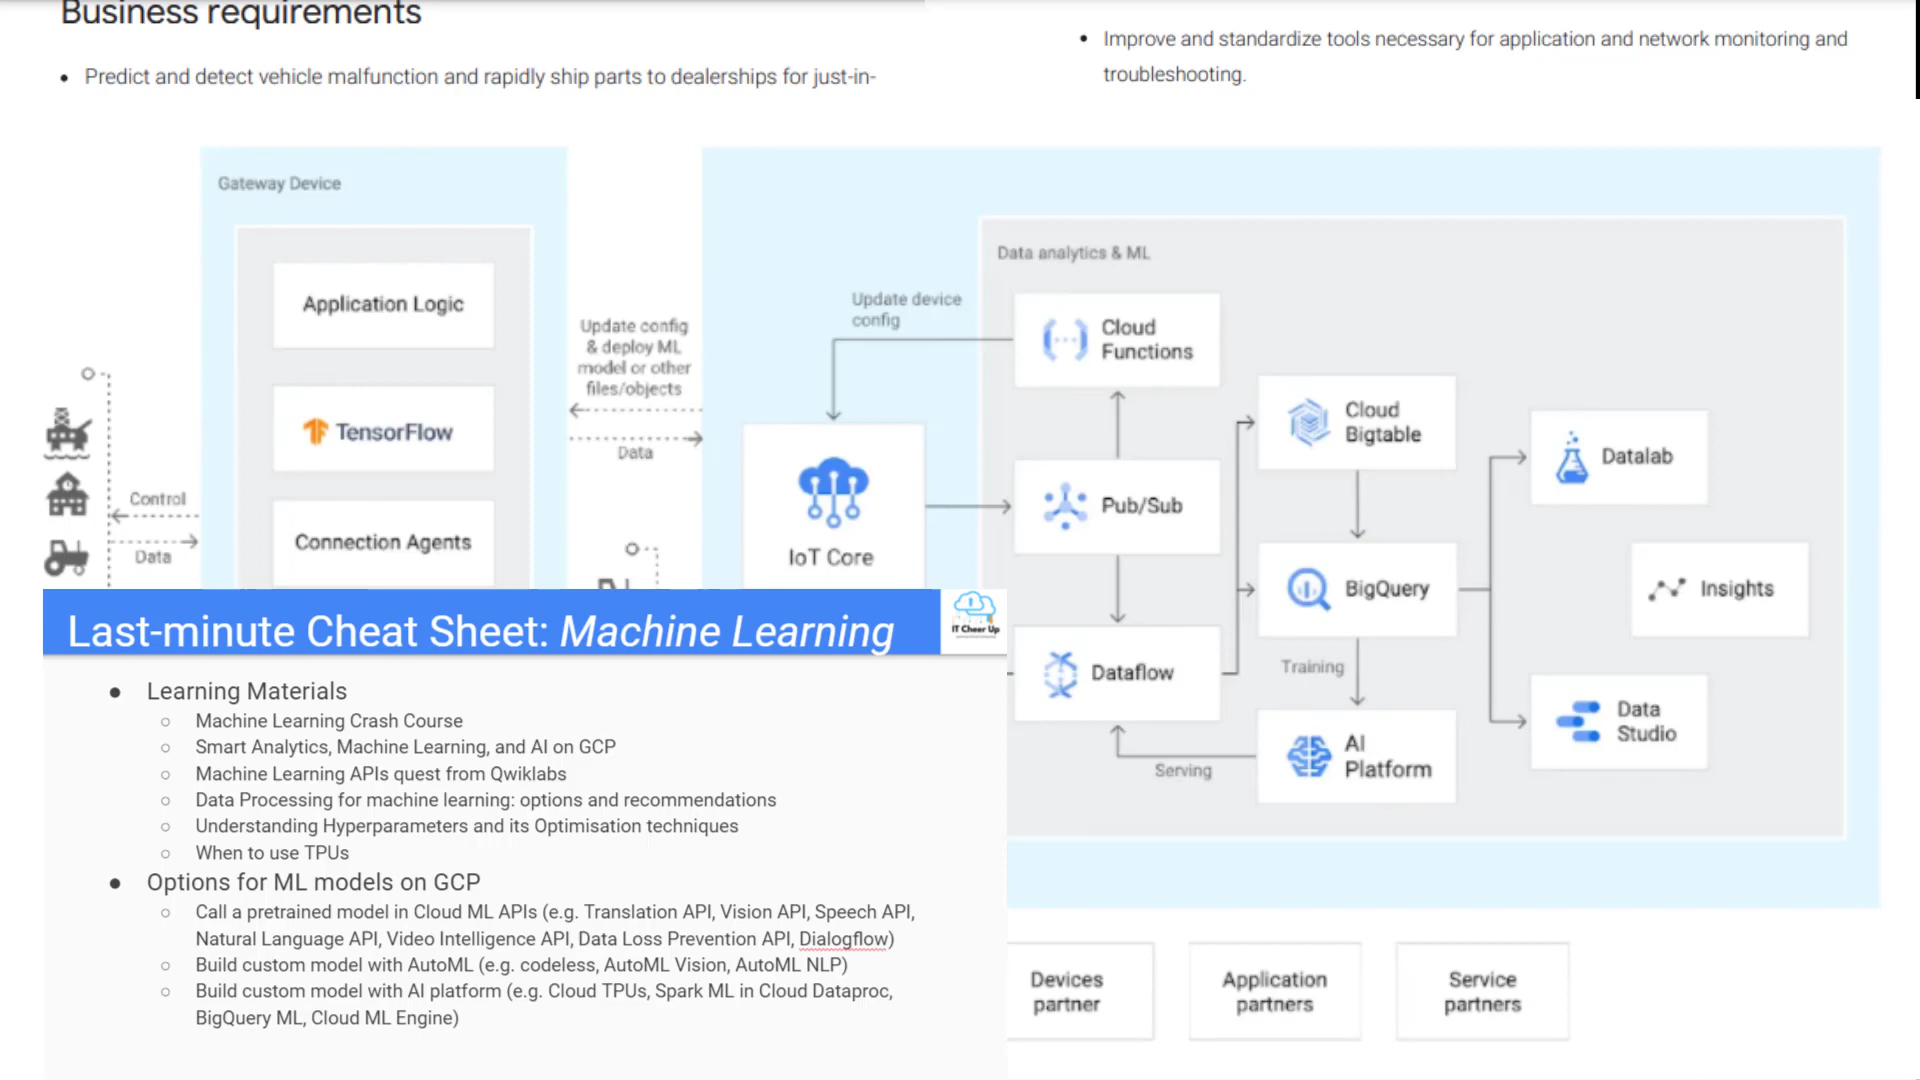 Business requirements
• Predict and detect vehicle malfunction and rapidly ship parts to dealerships for just-in-
• Improve and standardize tools necessary for application and network monitoring and
troubleshooting.
Gateway Device
Application Logic
TensorFlow
Connection Agents
Control
Data
Update config
& deploy ML
model or other
files/objects
Data
Update device
config
IoT Core
Data analytics & ML
Cloud
Functions
Pub/Sub
Dataflow
Cloud
Bigtable
BigQuery
Training
AI
Platform
Serving
Datalab
Insights
Data
Studio
Devices
partner
Application
partners
Service
partners
Last-minute Cheat Sheet: Machine Learning
IT Cheer Up
● Learning Materials
○ Machine Learning Crash Course
○ Smart Analytics, Machine Learning, and AI on GCP
○ Machine Learning APIs quest from Qwiklabs
○ Data Processing for machine learning: options and recommendations
○ Understanding Hyperparameters and its Optimisation techniques
○ When to use TPUs
● Options for ML models on GCP
○ Call a pretrained model in Cloud ML APIs (e.g. Translation API, Vision API, Speech API,
Natural Language API, Video Intelligence API, Data Loss Prevention API, Dialogflow)
○ Build custom model with AutoML (e.g. codeless, AutoML Vision, AutoML NLP)
○ Build custom model with AI platform (e.g. Cloud TPUs, Spark ML in Cloud Dataproc,
BigQuery ML, Cloud ML Engine)